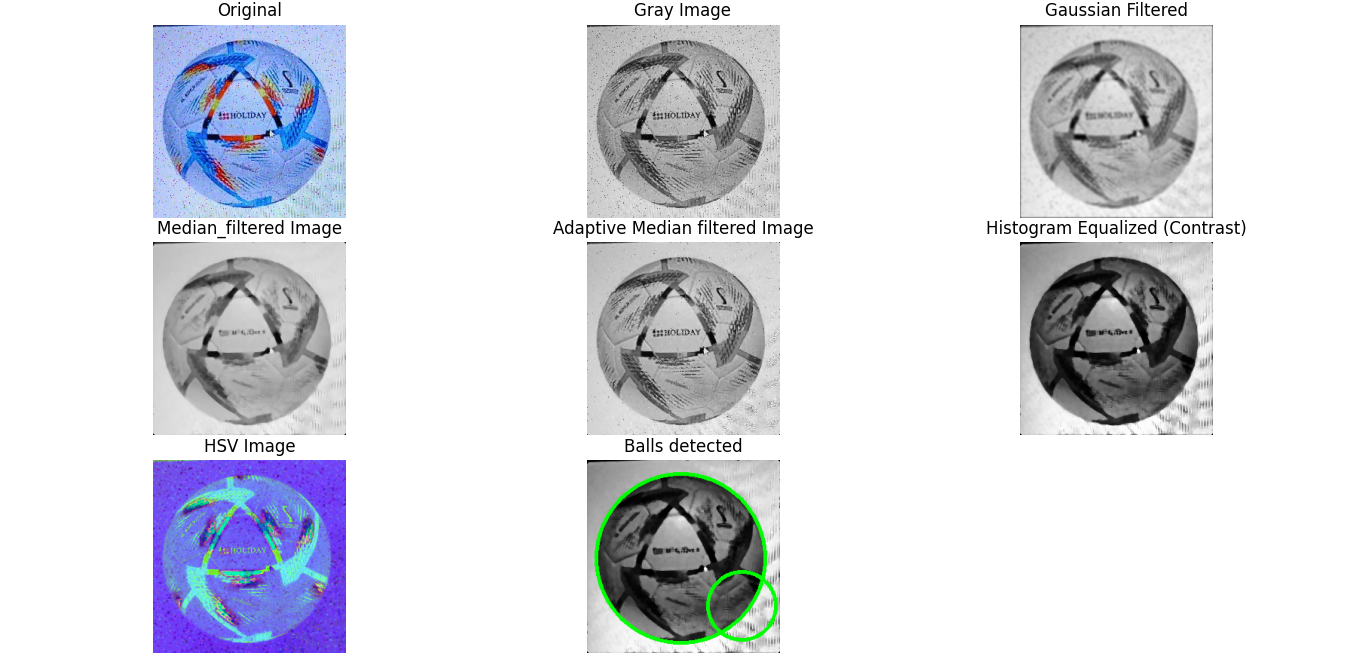 Original
Gray Image
Gaussian Filtered
HOLIDAY
HOLIDAY
HOLIDAY
Median_filtered Image
Adaptive Median filtered Image
Histogram Equalized (Contrast)
HOLIDAY
HSV Image
Balls detected
HOLIDAY